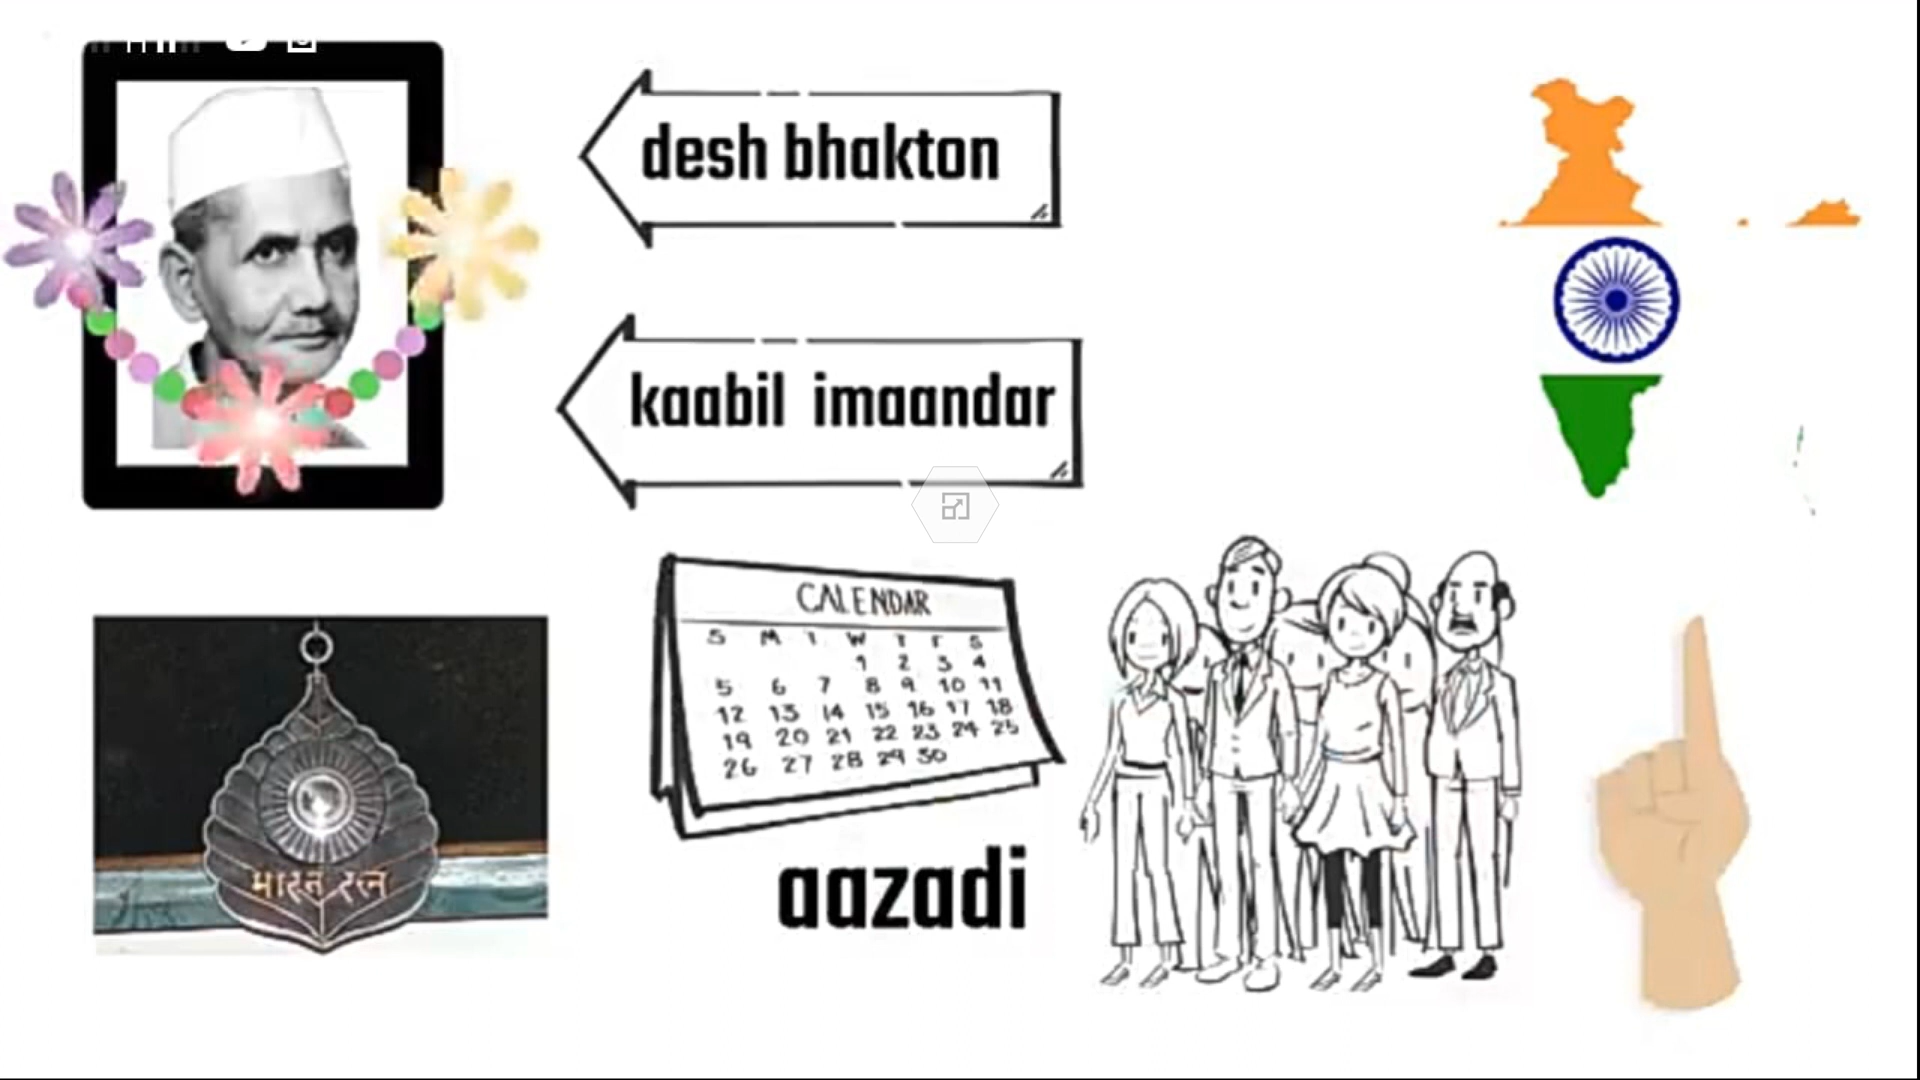 desh bhakton
kaabil imaandar
CALENDAR
S M T W T F S
1 2 3 4
5 6 7 8 9 10 11
12 13 14 15 16 17 18
19 20 21 22 23 24 25
26 27 28 29 30
aazadi
भारत रत्न